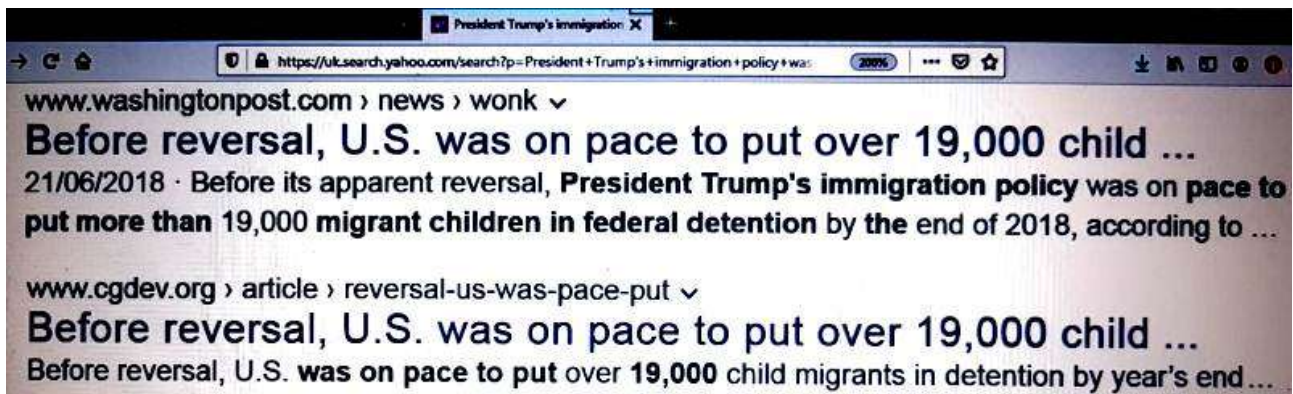 President Trump's immigration
https://uk.search.yahoo.com/search?p=President+Trump's+immigration+policy+was
200%
www.washingtonpost.com › news › wonk
Before reversal, U.S. was on pace to put over 19,000 child ...
21/06/2018 · Before its apparent reversal, President Trump's immigration policy was on pace to
put more than 19,000 migrant children in federal detention by the end of 2018, according to ...
www.cgdev.org › article › reversal-us-was-pace-put
Before reversal, U.S. was on pace to put over 19,000 child ...
Before reversal, U.S. was on pace to put over 19,000 child migrants in detention by year's end ...